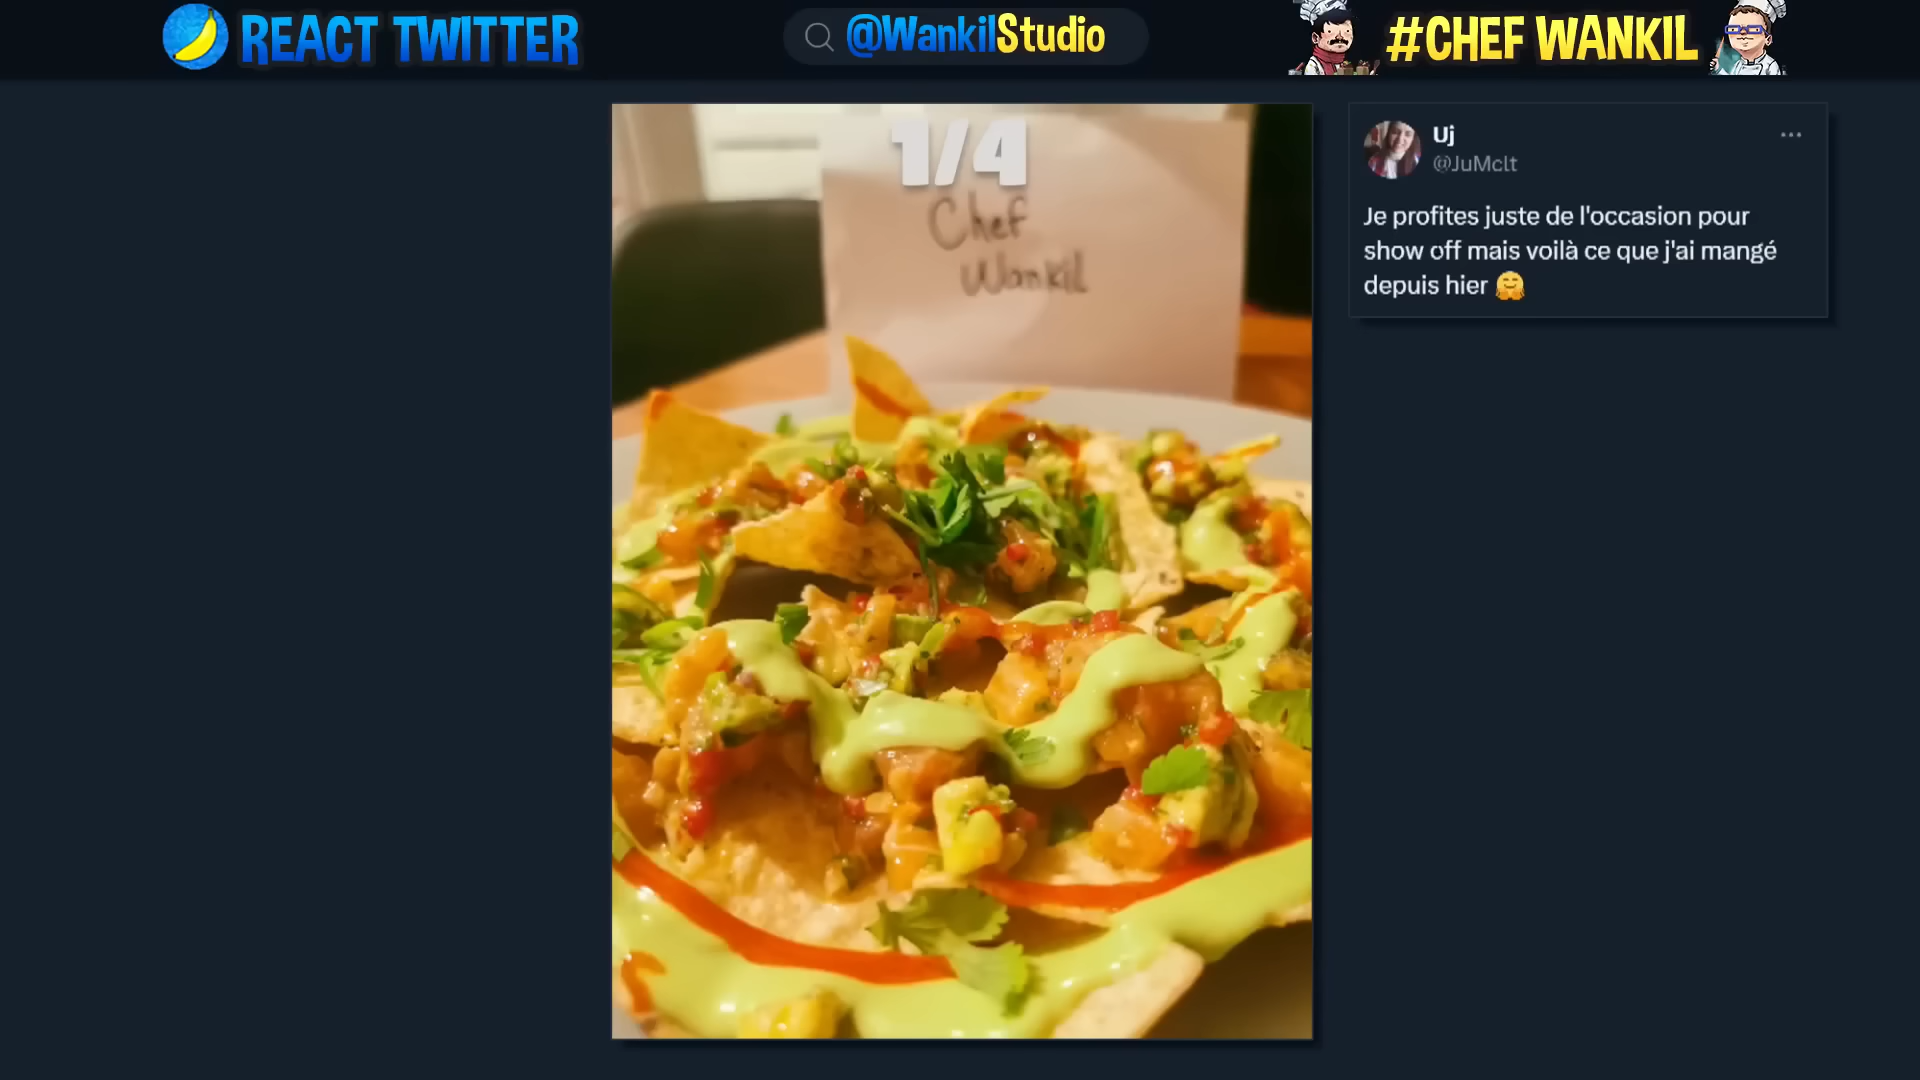 REACT TWITTER
@WankilStudio
#CHEF WANKIL
1/4
Chef
Wankil
Uj
@JuMclt
Je profites juste de l'occasion pour
show off mais voilà ce que j'ai mangé
depuis hier 🤗